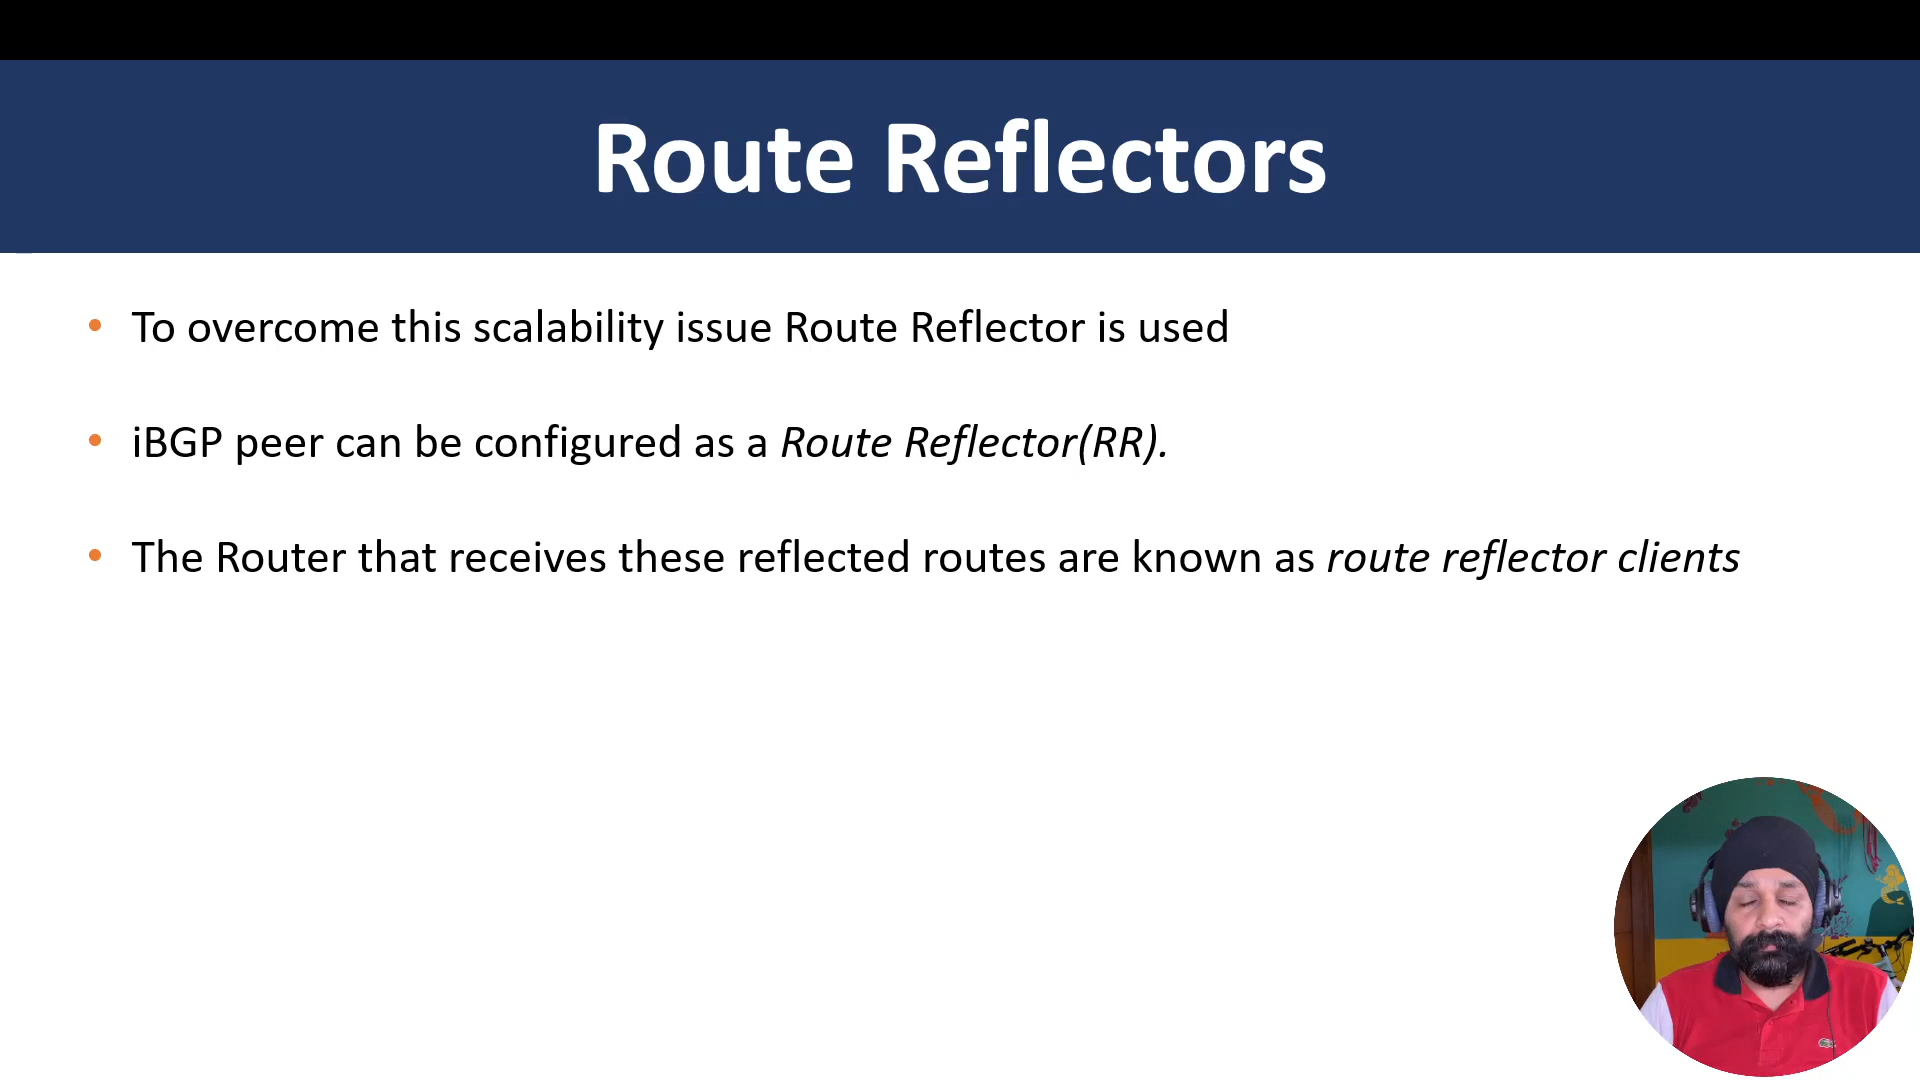 Route Reflectors
• To overcome this scalability issue Route Reflector is used
• iBGP peer can be configured as a Route Reflector(RR).
• The Router that receives these reflected routes are known as route reflector clients